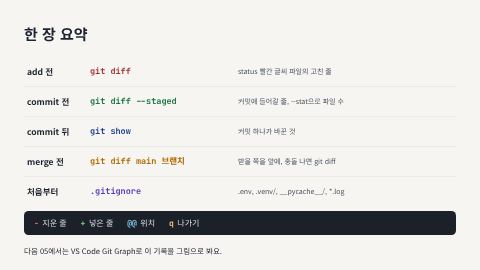 한 장 요약
add 전 git diff status 빨간 글씨 파일의 고친 줄
commit 전 git diff --staged 커밋에 들어갈 줄, --stat으로 파일 수
commit 뒤 git show 커밋 하나가 바꾼 것
merge 전 git diff main 브랜치 받을 쪽을 앞에, 충돌 나면 git diff
처음부터 .gitignore .env, .venv/, __pycache__/, *.log
- 지운 줄 + 넣은 줄 @@ 위치 q 나가기
다음 05에서는 VS Code Git Graph로 이 기록을 그림으로 봐요.